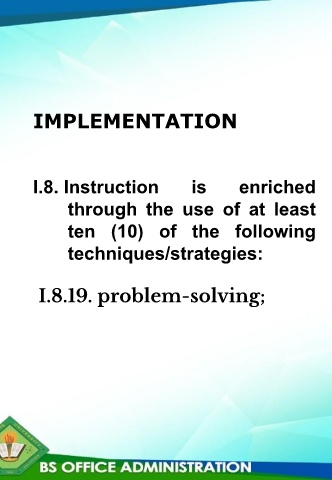 IMPLEMENTATION
I.8. Instruction is enriched
through the use of at least
ten (10) of the following
techniques/strategies:
I.8.19. problem-solving;
BS OFFICE ADMINISTRATION